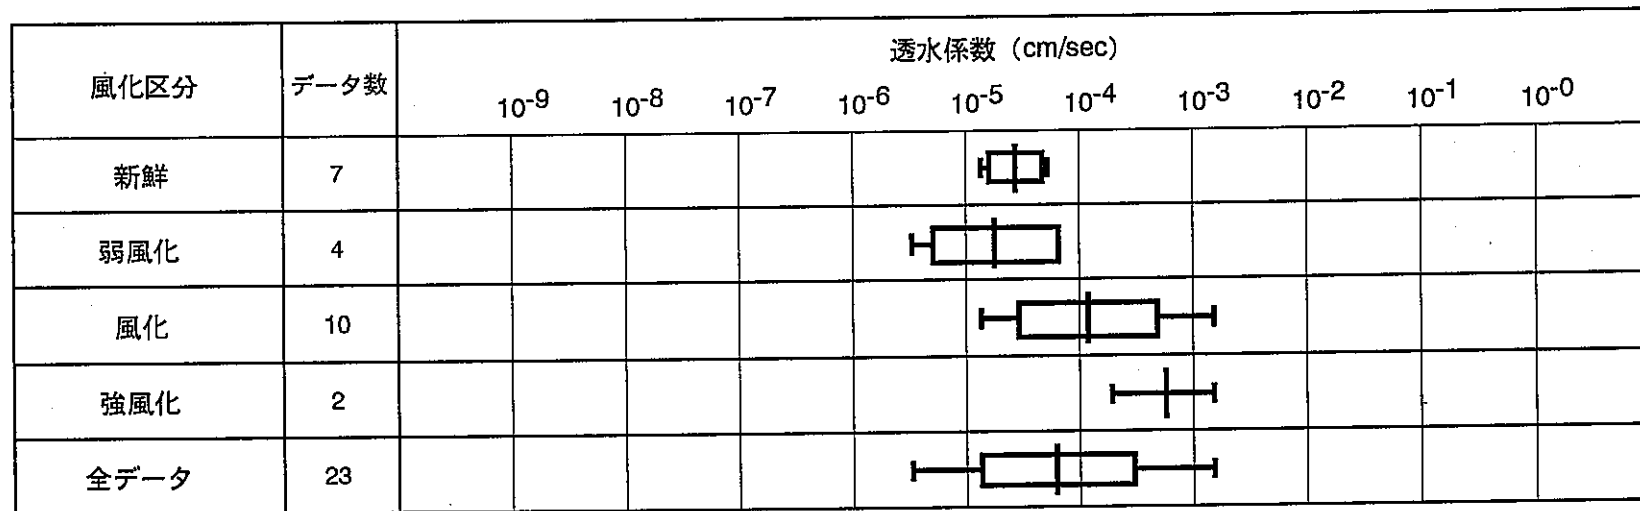 風化区分 データ数 透水係数（cm/sec）
10-9 10-8 10-7 10-6 10-5 10-4 10-3 10-2 10-1 10-0
新鮮 7
弱風化 4
風化 10
強風化 2
全データ 23